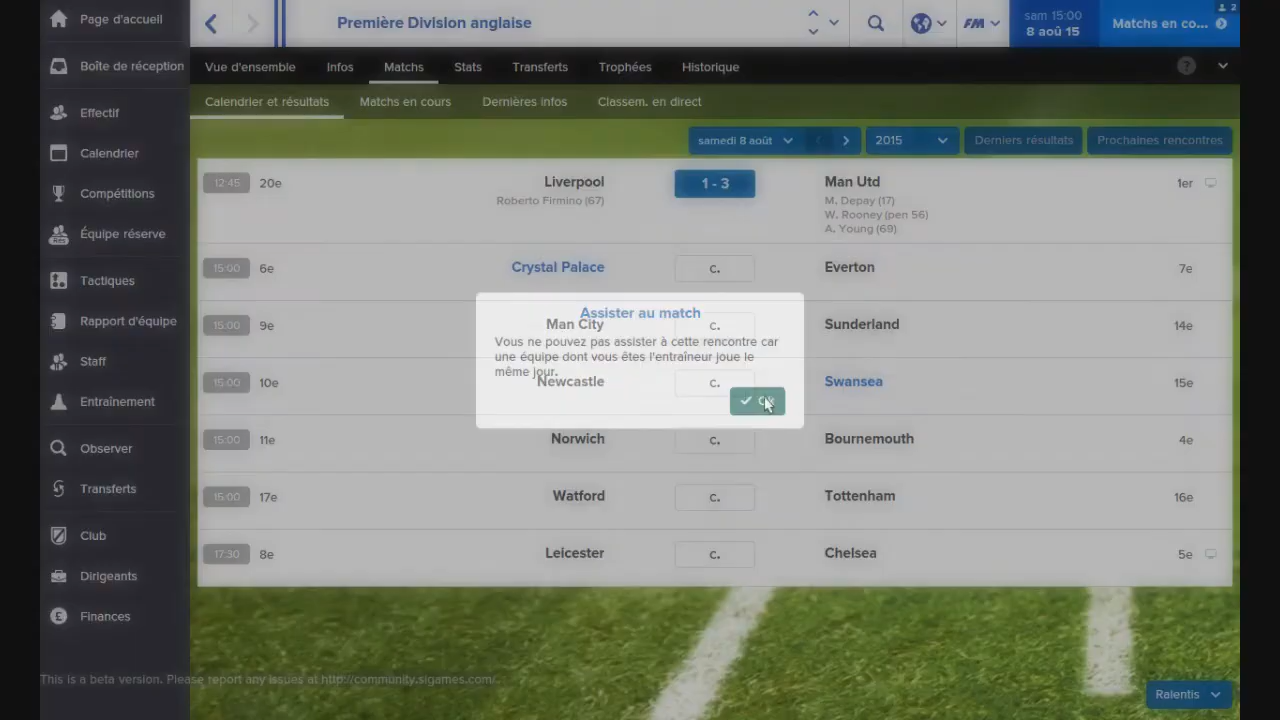 Page d'accueil
Première Division anglaise
FM
sam 15:00
8 aoû 15
Matchs en co...
2
Boîte de réception
Vue d'ensemble Infos Matchs Stats Transferts Trophées Historique
?
Calendrier et résultats Matchs en cours Dernières infos Classem. en direct
Effectif
Calendrier
Compétitions
Équipe réserve
Rés
Tactiques
Rapport d'équipe
Staff
Entraînement
Observer
Transferts
Club
Dirigeants
Finances
samedi 8 août 2015 Derniers résultats Prochaines rencontres
12:45 20e Liverpool 1 - 3 Man Utd 1er
Roberto Firmino (67) M. Depay (17)
W. Rooney (pen 56)
A. Young (69)
15:00 6e Crystal Palace c. Everton 7e
15:00 9e Man City c. Sunderland 14e
15:00 10e Newcastle c. Swansea 15e
15:00 11e Norwich c. Bournemouth 4e
15:00 17e Watford c. Tottenham 16e
17:30 8e Leicester c. Chelsea 5e
Assister au match
Vous ne pouvez pas assister à cette rencontre car
une équipe dont vous êtes l'entraîneur joue le
même jour.
Ok
This is a beta version. Please report any issues at http://community.sigames.com/.
Ralentis